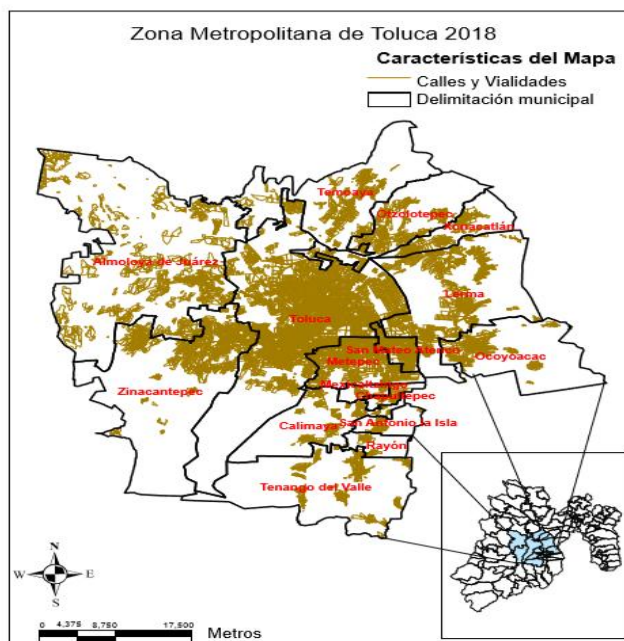 Zona Metropolitana de Toluca 2018
Características del Mapa
Calles y Vialidades
Delimitación municipal
Temoaya
Otzolotepec
Xonacatlán
Almoloya de Juárez
Lerma
Toluca
San Mateo Atenco
Ocoyoacac
Metepec
Mexicaltzingo
Chapultepec
Zinacantepec
Calimaya
San Antonio la Isla
Rayón
Tenango del Valle
N
W E
S
0 4,375 8,750 17,500
Metros